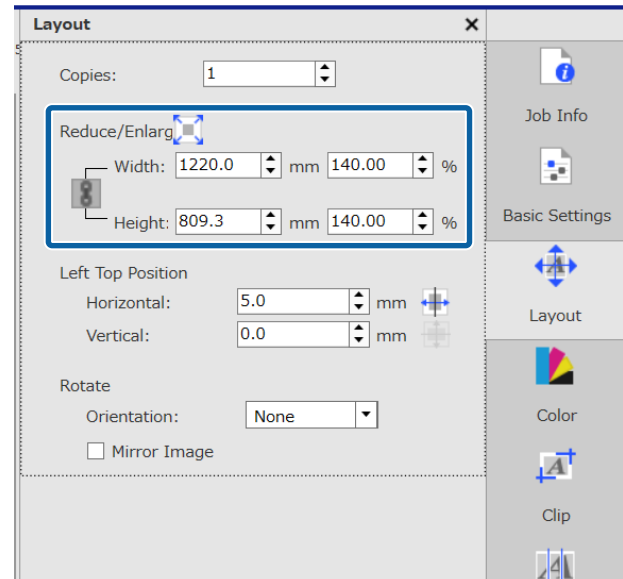 Layout
Copies: 1
Reduce/Enlarg
Width: 1220.0 mm 140.00 %
Height: 809.3 mm 140.00 %
Left Top Position
Horizontal: 5.0 mm
Vertical: 0.0 mm
Rotate
Orientation: None
Mirror Image
Job Info
Basic Settings
Layout
Color
Clip